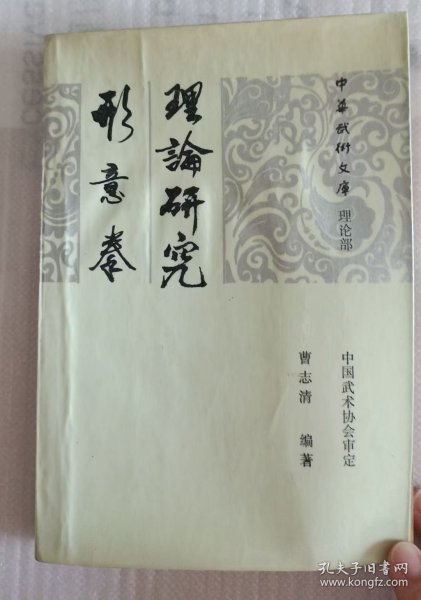 形意拳
理論研究
中華武術文庫 理论部
曹志清 编著
中国武术协会审定
孔夫子旧书网
www.kongfz.com